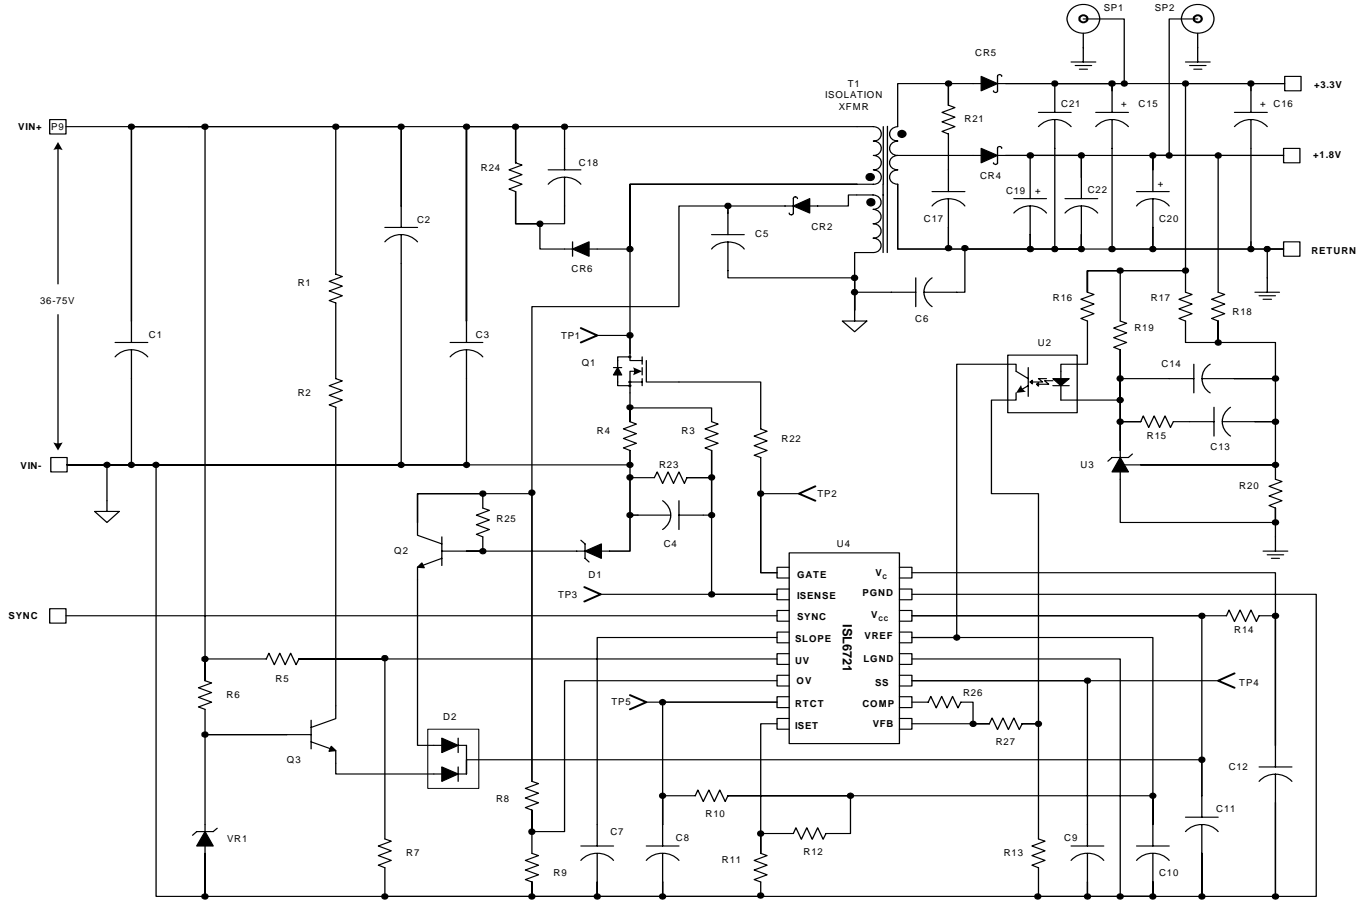 SP1
SP2
CR5
T1
ISOLATION
XFMR
+3.3V
C21
C15
+
C16
+
R21
VIN+
P9
+1.8V
R24
C18
CR4
C19
+
C22
+
C20
C17
C2
C5
CR2
CR6
RETURN
R1
36-75V
C6
R16
R17
R18
R19
C1
C3
TP1
U2
Q1
C14
R2
R4
R3
R22
R15
C13
VIN-
R23
U3
R20
TP2
R25
C4
Q2
D1
U4
TP3
GATE
VC
ISENSE
PGND
SYNC
SYNC
VCC
R14
SLOPE
VREF
ISL6721
UV
LGND
R5
OV
SS
TP4
R6
TP5
RTCT
COMP
R26
ISET
VFB
R27
D2
Q3
C12
R8
R10
C11
VR1
R7
C7
C8
R12
R11
R13
C9
R9
C10